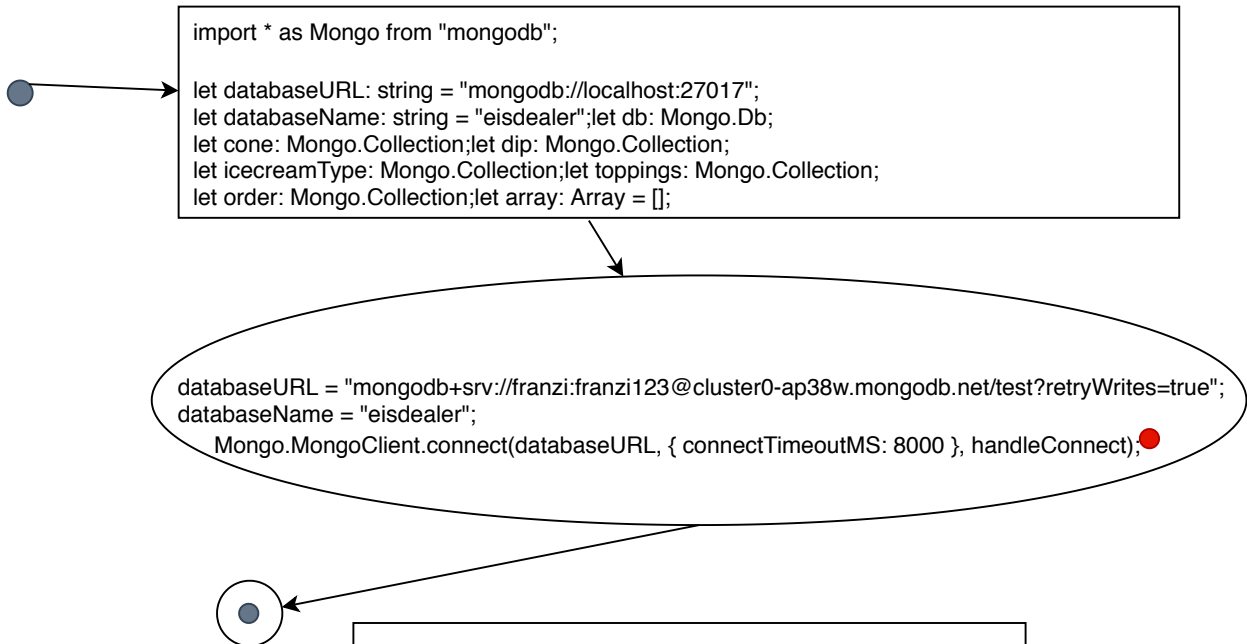 import * as Mongo from "mongodb";
let databaseURL: string = "mongodb://localhost:27017";
let databaseName: string = "eisdealer";let db: Mongo.Db;
let cone: Mongo.Collection;let dip: Mongo.Collection;
let icecreamType: Mongo.Collection;let toppings: Mongo.Collection;
let order: Mongo.Collection;let array: Array = [];
databaseURL = "mongodb+srv://franzi:franzi123@cluster0-ap38w.mongodb.net/test?retryWrites=true";
databaseName = "eisdealer";
Mongo.MongoClient.connect(databaseURL, { connectTimeoutMS: 8000 }, handleConnect);